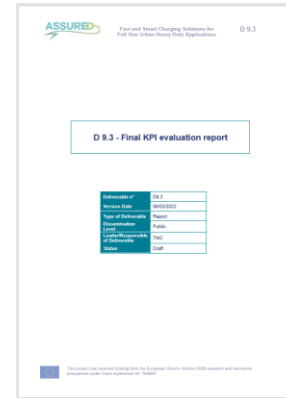 ASSURED
Fast and Smart Charging Solutions for
Full Size Urban Heavy Duty Applications
D 9.3
D 9.3 - Final KPI evaluation report
Deliverable n° D9.3
Version Date 08/03/2022
Type of Deliverable Report
Dissemination
Level Public
Leader/Responsible
of Deliverable TNO
Status Draft
This project has received funding from the European Union's Horizon 2020 research and innovation
programme under Grant Agreement Nr.